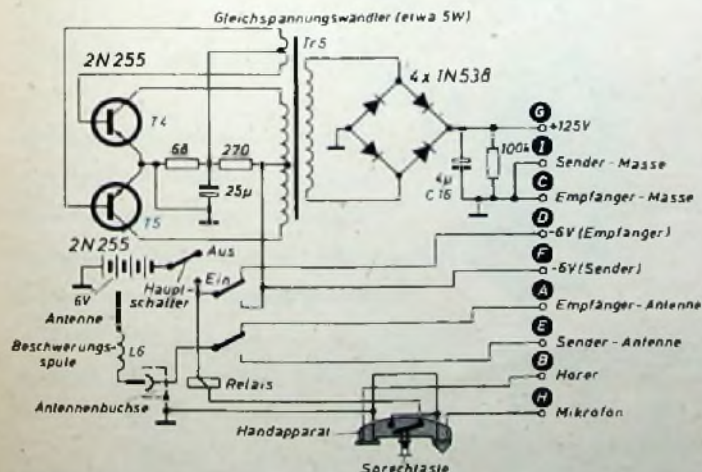 Gleichspannungswandler (etwa 5W)
Tr5
2N255
4 x 1N538
T4
68
270
25µ
T5
2N255
4µ
C 16
100k
G
+125V
I
Sender-Masse
C
Empfänger-Masse
D
-6V (Empfänger)
F
-6V (Sender)
A
Empfänger-Antenne
E
Sender-Antenne
B
Hörer
H
Mikrofon
Aus
Ein
Haupt-
schalter
6V
Antenne
Beschwerungs-
spule
L6
Antennenbuchse
Relais
Handapparat
Sprechtaste